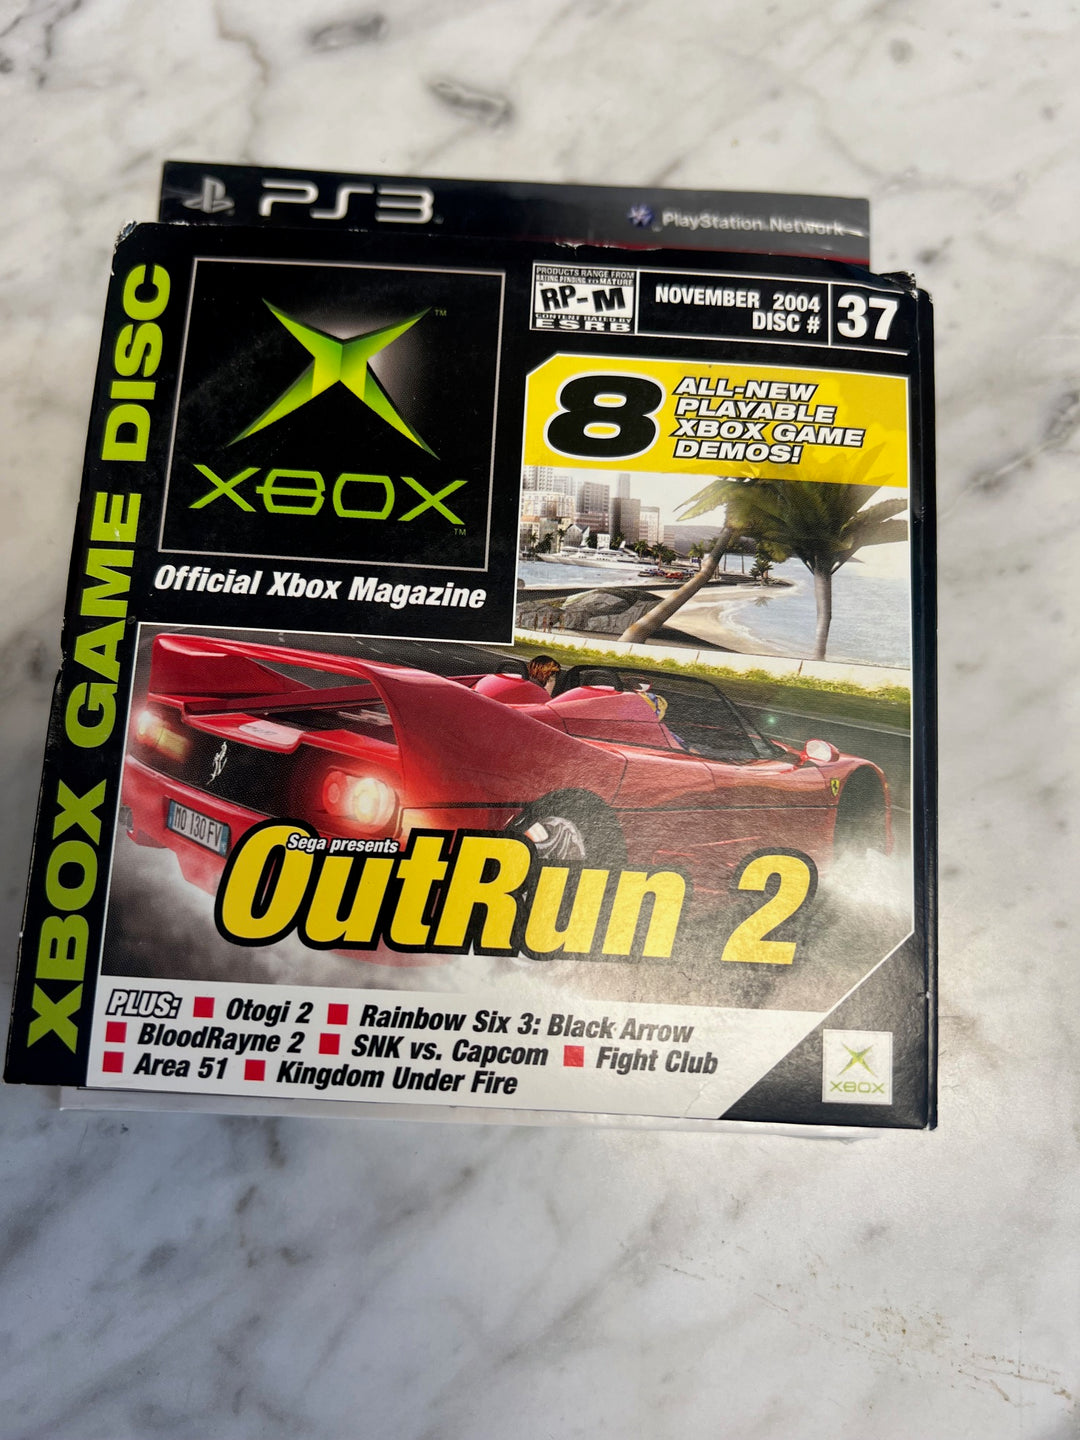 PS3
PlayStation Network
XBOX GAME DISC
XBOX
TM
TM
Official Xbox Magazine
PRODUCTS RANGE FROM
RATING PENDING TO MATURE
RP-M
CONTENT RATED BY
ESRB
NOVEMBER 2004
DISC #
37
8
ALL-NEW
PLAYABLE
XBOX GAME
DEMOS!
MO 130 FV
Sega presents
OutRun 2
PLUS: Otogi 2 Rainbow Six 3: Black Arrow
BloodRayne 2 SNK vs. Capcom Fight Club
Area 51 Kingdom Under Fire
XBOX